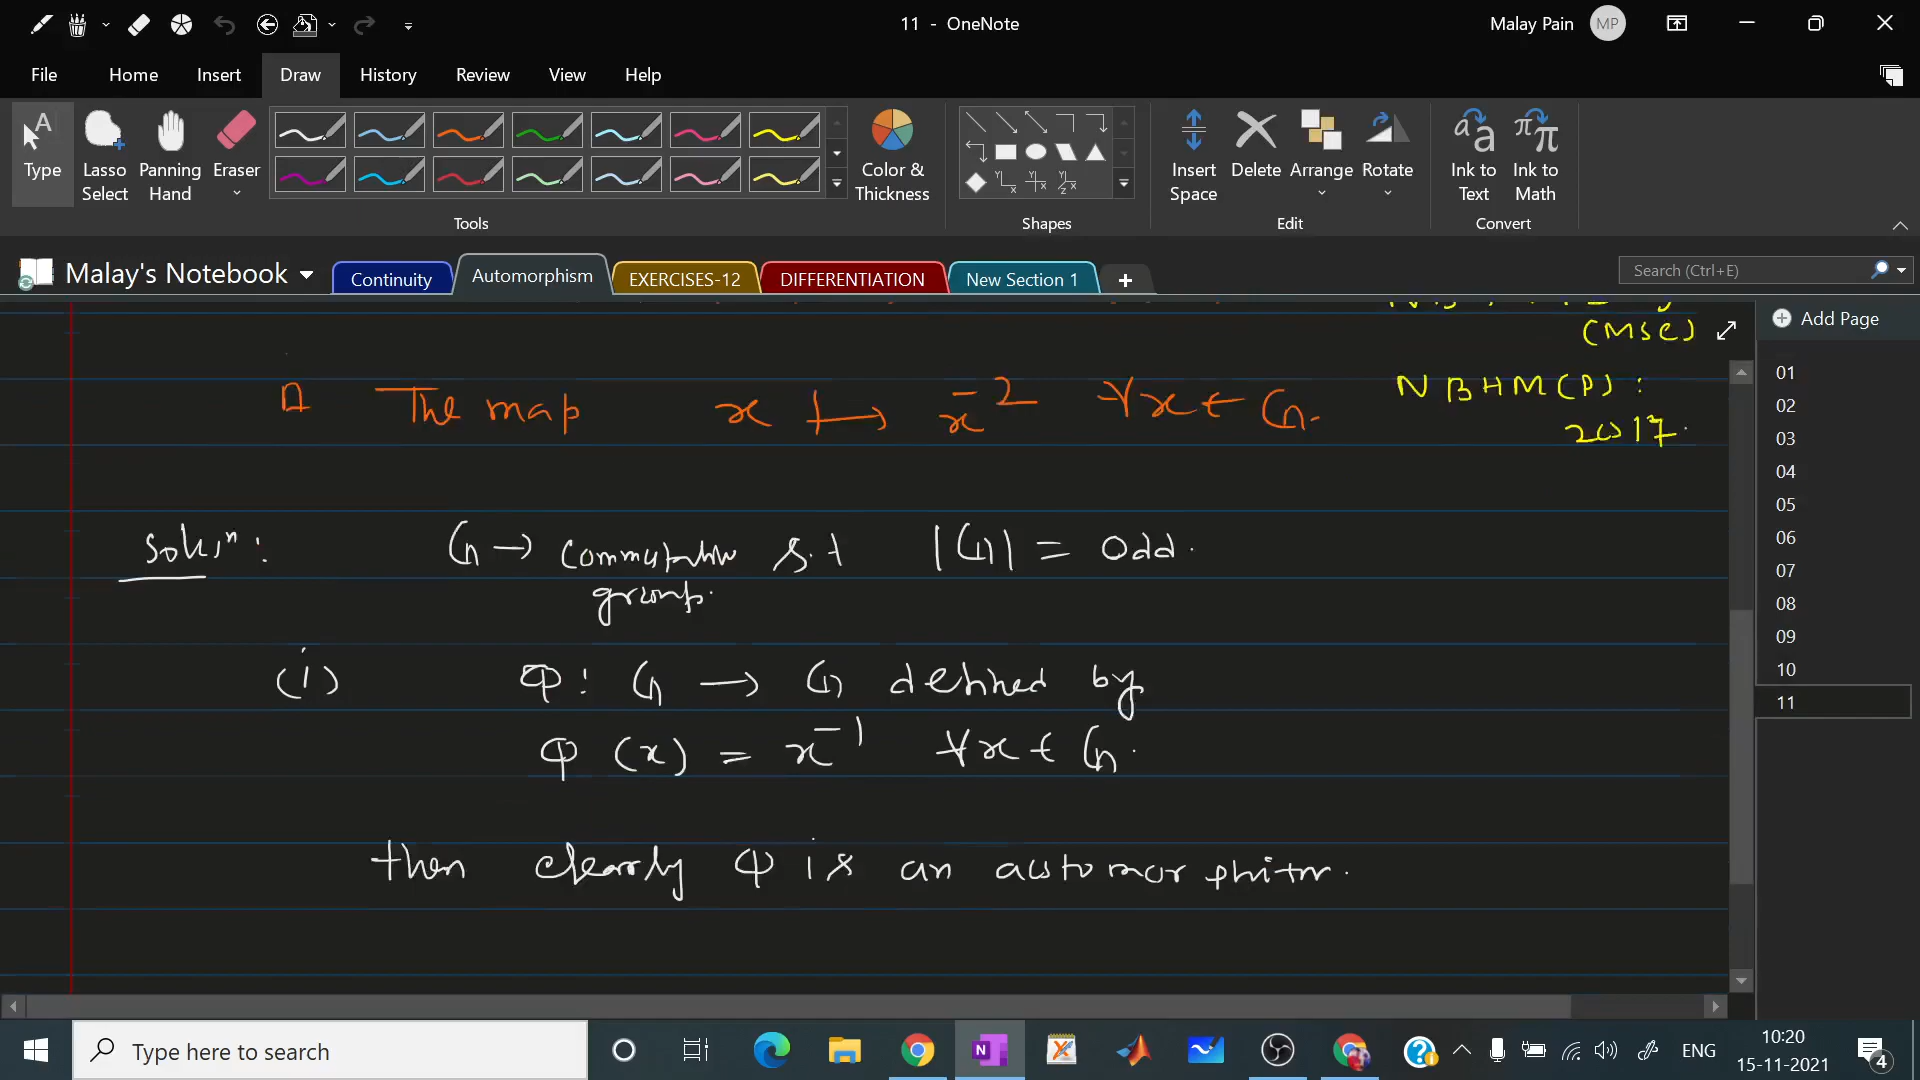 11 - OneNote
Malay Pain
MP
File Home Insert Draw History Review View Help
Type
Lasso Select
Panning Hand
Eraser
Color & Thickness
Insert Space
Delete
Arrange
Rotate
Ink to Text
Ink to Math
Tools
Shapes
Edit
Convert
Malay's Notebook
Continuity
Automorphism
EXERCISES-12
DIFFERENTIATION
New Section 1
Search (Ctrl+E)
Add Page
(MSc)
The map x ↦ x⁻² ∀x∈G.
NBHM(P):
2017.
Solⁿ:
G → commutative s.t |G| = odd.
group.
(i) φ: G → G defined by
φ(x) = x⁻¹ ∀x∈G.
then clearly φ is an automorphism.
01
02
03
04
05
06
07
08
09
10
11
Type here to search
ENG
10:20
15-11-2021
4